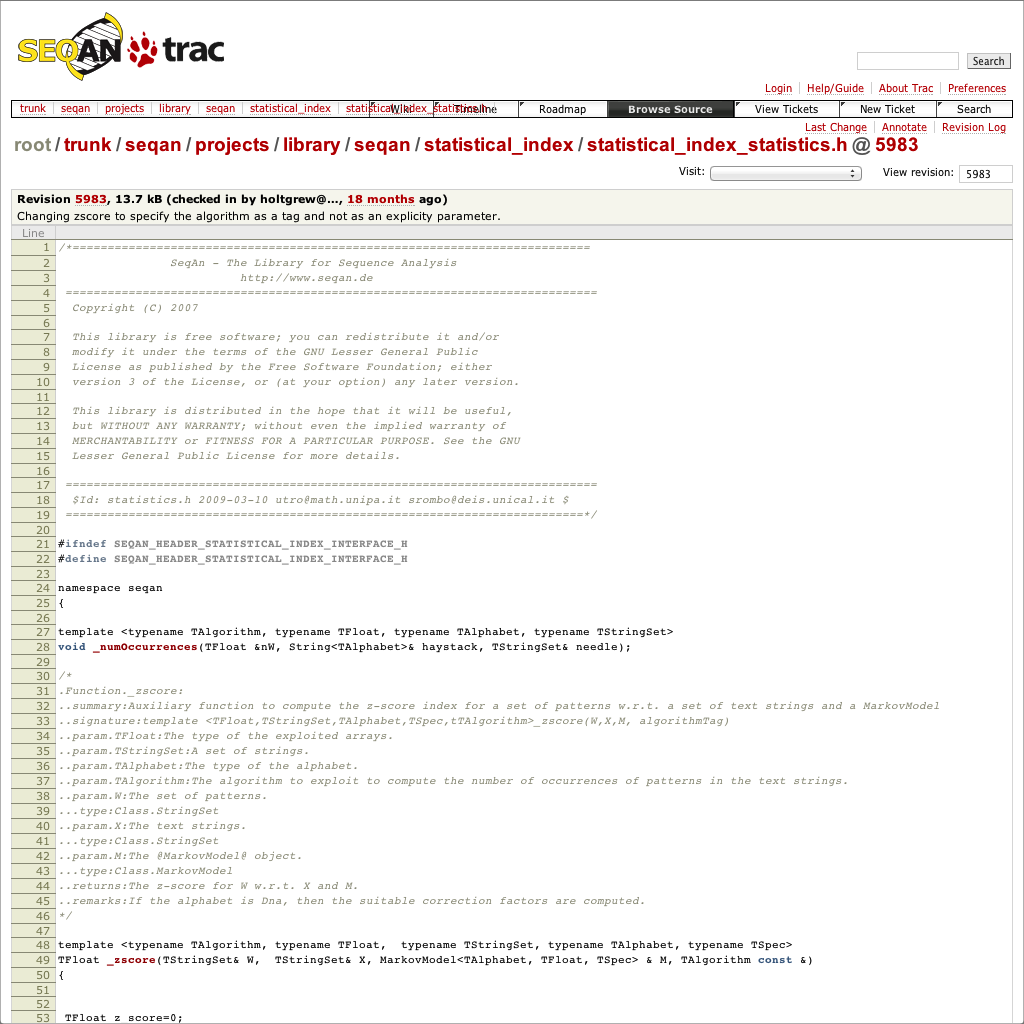 SEQAN trac
Search
Login Help/Guide About Trac Preferences
trunk seqan projects library seqan statistical_index statistical_index_statistics.h
Wiki Timeline Roadmap Browse Source View Tickets New Ticket Search
Last Change Annotate Revision Log
root / trunk / seqan / projects / library / seqan / statistical_index / statistical_index_statistics.h @ 5983
Visit: View revision: 5983
Revision 5983, 13.7 kB (checked in by holtgrew@..., 18 months ago)
Changing zscore to specify the algorithm as a tag and not as an explicity parameter.
Line
1 /*==========================================================================
2 SeqAn - The Library for Sequence Analysis
3 http://www.seqan.de
4 ============================================================================
5 Copyright (C) 2007
6
7 This library is free software; you can redistribute it and/or
8 modify it under the terms of the GNU Lesser General Public
9 License as published by the Free Software Foundation; either
10 version 3 of the License, or (at your option) any later version.
11
12 This library is distributed in the hope that it will be useful,
13 but WITHOUT ANY WARRANTY; without even the implied warranty of
14 MERCHANTABILITY or FITNESS FOR A PARTICULAR PURPOSE. See the GNU
15 Lesser General Public License for more details.
16
17 ============================================================================
18 $Id: statistics.h 2009-03-10 utro@math.unipa.it srombo@deis.unical.it $
19 ==========================================================================*/
20
21 #ifndef SEQAN_HEADER_STATISTICAL_INDEX_INTERFACE_H
22 #define SEQAN_HEADER_STATISTICAL_INDEX_INTERFACE_H
23
24 namespace seqan
25 {
26
27 template <typename TAlgorithm, typename TFloat, typename TAlphabet, typename TStringSet>
28 void _numOccurrences(TFloat &nW, String<TAlphabet>& haystack, TStringSet& needle);
29
30 /*
31 .Function._zscore:
32 ..summary:Auxiliary function to compute the z-score index for a set of patterns w.r.t. a set of text strings and a MarkovModel
33 ..signature:template <TFloat,TStringSet,TAlphabet,TSpec,tTAlgorithm>_zscore(W,X,M, algorithmTag)
34 ..param.TFloat:The type of the exploited arrays.
35 ..param.TStringSet:A set of strings.
36 ..param.TAlphabet:The type of the alphabet.
37 ..param.TAlgorithm:The algorithm to exploit to compute the number of occurrences of patterns in the text strings.
38 ..param.W:The set of patterns.
39 ...type:Class.StringSet
40 ..param.X:The text strings.
41 ...type:Class.StringSet
42 ..param.M:The @MarkovModel@ object.
43 ...type:Class.MarkovModel
44 ..returns:The z-score for W w.r.t. X and M.
45 ..remarks:If the alphabet is Dna, then the suitable correction factors are computed.
46 */
47
48 template <typename TAlgorithm, typename TFloat,  typename TStringSet, typename TAlphabet, typename TSpec>
49 TFloat _zscore(TStringSet& W,  TStringSet& X, MarkovModel<TAlphabet, TFloat, TSpec> & M, TAlgorithm const &)
50 {
51
52
53 TFloat z_score=0;